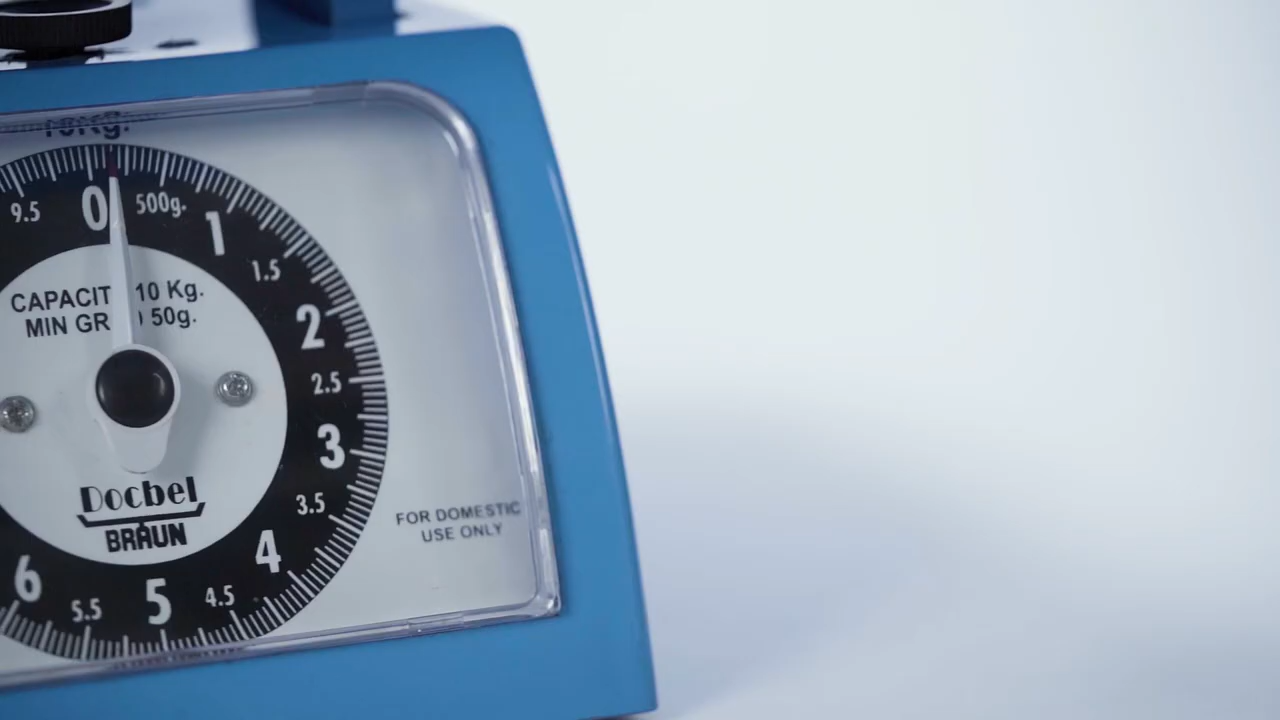 10Kg.
9.5 0 500g. 1
1.5
2
2.5
3
3.5
4
4.5
5
5.5
6
CAPACIT 10 Kg.
MIN GR 50g.
Docbel
BRAUN
FOR DOMESTIC
USE ONLY